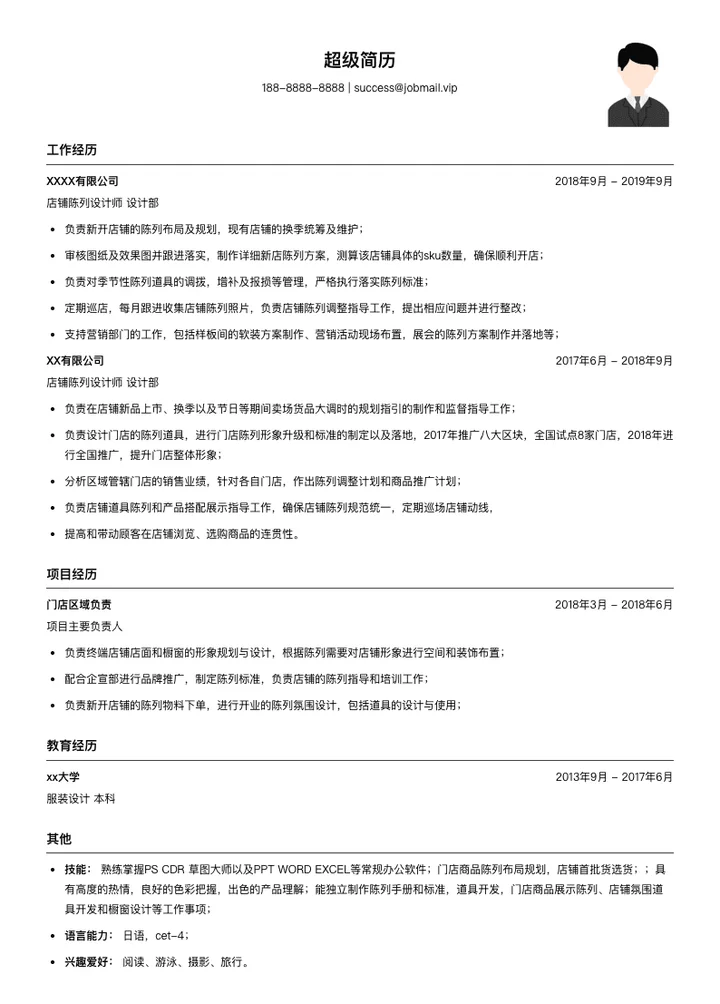 超级简历
188-8888-8888 | success@jobmail.vip
工作经历
XXXX有限公司 2018年9月 – 2019年9月
店铺陈列设计师 设计部
• 负责新开店铺的陈列布局及规划，现有店铺的换季统筹及维护；
• 审核图纸及效果图并跟进落实，制作详细新店陈列方案，测算该店铺具体的sku数量，确保顺利开店；
• 负责对季节性陈列道具的调拨，增补及报损等管理，严格执行落实陈列标准；
• 定期巡店，每月跟进收集店铺陈列照片，负责店铺陈列调整指导工作，提出相应问题并进行整改；
• 支持营销部门的工作，包括样板间的软装方案制作、营销活动现场布置，展会的陈列方案制作并落地等；
XX有限公司 2017年6月 – 2018年9月
店铺陈列设计师 设计部
• 负责在店铺新品上市、换季以及节日等期间卖场货品大调时的规划指引的制作和监督指导工作；
• 负责设计门店的陈列道具，进行门店陈列形象升级和标准的制定以及落地，2017年推广八大区块，全国试点8家门店，2018年进
行全国推广，提升门店整体形象；
• 分析区域管辖门店的销售业绩，针对各自门店，作出陈列调整计划和商品推广计划；
• 负责店铺道具陈列和产品搭配展示指导工作，确保店铺陈列规范统一，定期巡场店铺动线，
• 提高和带动顾客在店铺浏览、选购商品的连贯性。
项目经历
门店区域负责 2018年3月 – 2018年6月
项目主要负责人
• 负责终端店铺店面和橱窗的形象规划与设计，根据陈列需要对店铺形象进行空间和装饰布置；
• 配合企宣部进行品牌推广，制定陈列标准，负责店铺的陈列指导和培训工作；
• 负责新开店铺的陈列物料下单，进行开业的陈列氛围设计，包括道具的设计与使用；
教育经历
xx大学 2013年9月 – 2017年6月
服装设计 本科
其他
• 技能： 熟练掌握PS CDR 草图大师以及PPT WORD EXCEL等常规办公软件；门店商品陈列布局规划，店铺首批货选货；；具
有高度的热情，良好的色彩把握，出色的产品理解；能独立制作陈列手册和标准，道具开发，门店商品展示陈列、店铺氛围道
具开发和橱窗设计等工作事项；
• 语言能力： 日语，cet-4；
• 兴趣爱好： 阅读、游泳、摄影、旅行。